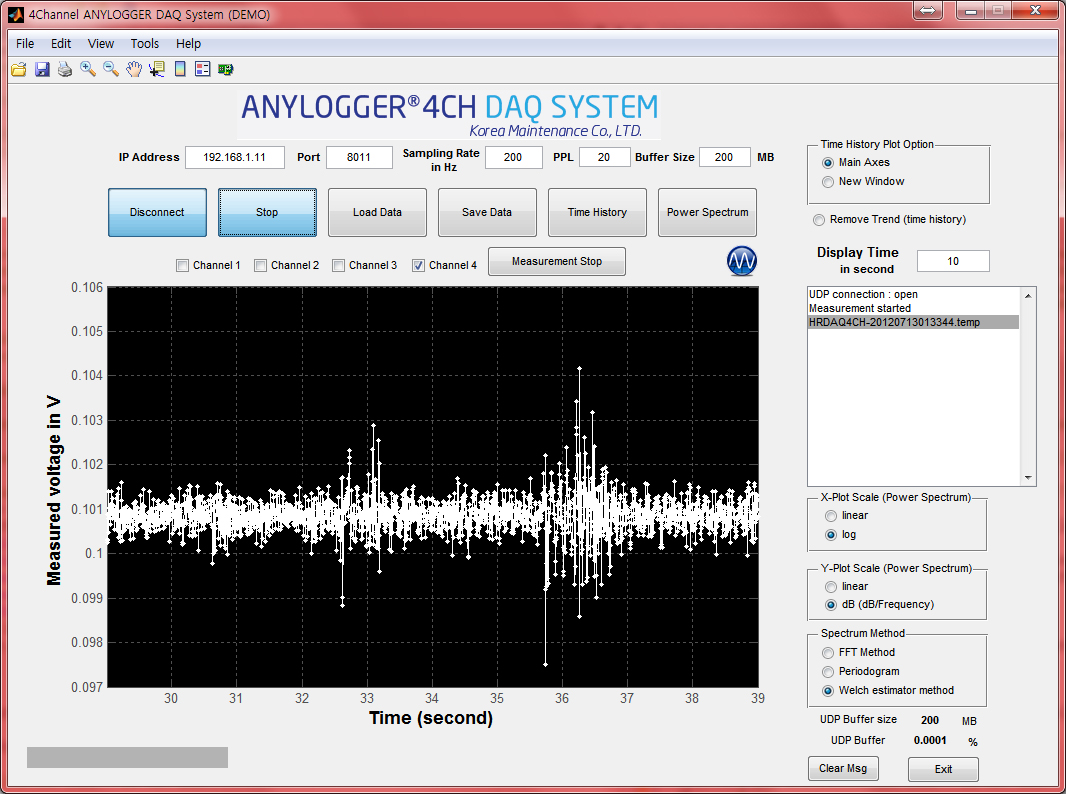 4Channel ANYLOGGER DAQ System (DEMO)
File Edit View Tools Help
ANYLOGGER®4CH DAQ SYSTEM
Korea Maintenance Co., LTD.
IP Address 192.168.1.11 Port 8011 Sampling Rate in Hz 200 PPL 20 Buffer Size 200 MB
Disconnect Stop Load Data Save Data Time History Power Spectrum
Channel 1 Channel 2 Channel 3 Channel 4 Measurement Stop
Measured voltage in V
0.106
0.105
0.104
0.103
0.102
0.101
0.1
0.099
0.098
0.097
30 31 32 33 34 35 36 37 38 39
Time (second)
Time History Plot Option
Main Axes
New Window
Remove Trend (time history)
Display Time
in second 10
UDP connection : open
Measurement started
HRDAQ4CH-20120713013344.temp
X-Plot Scale (Power Spectrum)
linear
log
Y-Plot Scale (Power Spectrum)
linear
dB (dB/Frequency)
Spectrum Method
FFT Method
Periodogram
Welch estimator method
UDP Buffer size 200 MB
UDP Buffer 0.0001 %
Clear Msg Exit